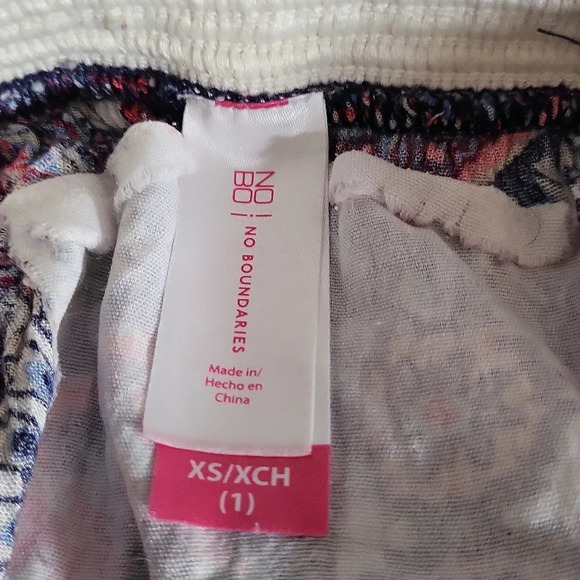 NO
BO
NO BOUNDARIES
Made in/
Hecho en
China
XS/XCH
(1)